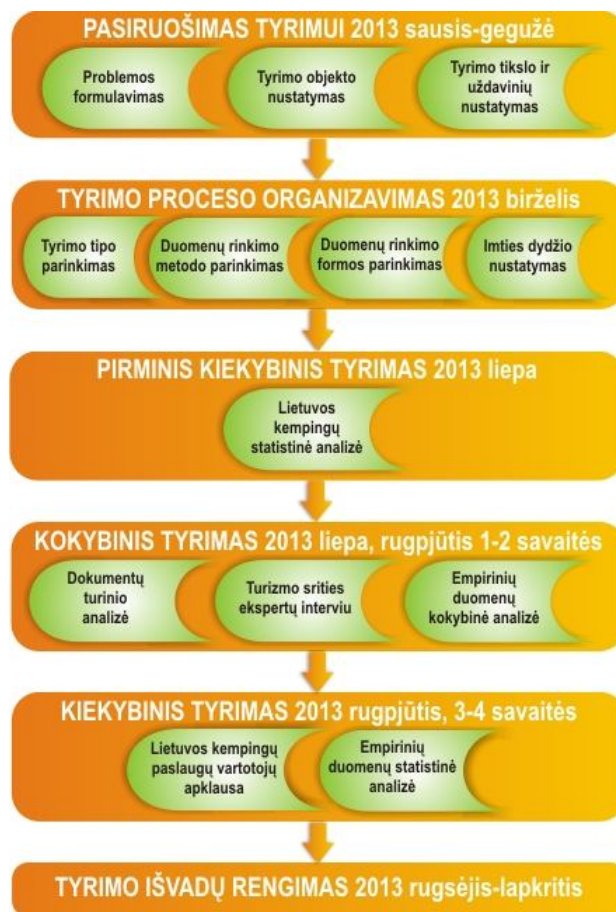 PASIRUOŠIMAS TYRIMUI 2013 sausis-gegužė
Problemos
formulavimas
Tyrimo objekto
nustatymas
Tyrimo tikslo ir
uždavinių
nustatymas
TYRIMO PROCESO ORGANIZAVIMAS 2013 birželis
Tyrimo tipo
parinkimas
Duomenų rinkimo
metodo parinkimas
Duomenų rinkimo
formos parinkimas
Imties dydžio
nustatymas
PIRMINIS KIEKYBINIS TYRIMAS 2013 liepa
Lietuvos
kempingų
statistinė analizė
KOKYBINIS TYRIMAS 2013 liepa, rugpjūtis 1-2 savaitės
Dokumentų
turinio
analizė
Turizmo srities
ekspertų interviu
Empirinių
duomenų
kokybinė analizė
KIEKYBINIS TYRIMAS 2013 rugpjūtis, 3-4 savaitės
Lietuvos kempingų
paslaugų vartotojų
apklausa
Empirinių
duomenų statistinė
analizė
TYRIMO IŠVADŲ RENGIMAS 2013 rugsėjis-lapkritis